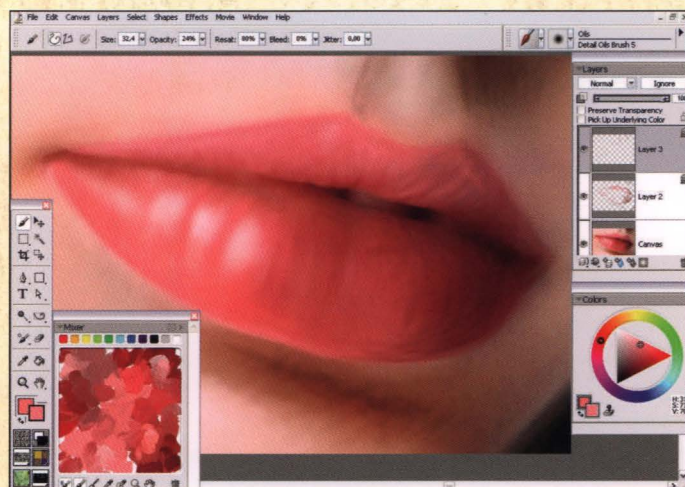 File Edit Canvas Layers Select Shapes Effects Movie Window Help
Size: 32,4 Opacity: 24% Resat: 80% Bleed: 0% Jitter: 0,00
Oils
Detail Oils Brush 5
Layers
Normal Ignore
Preserve Transparency
Pick Up Underlying Color
Layer 3
Layer 2
Canvas
Mixer
T
Colors